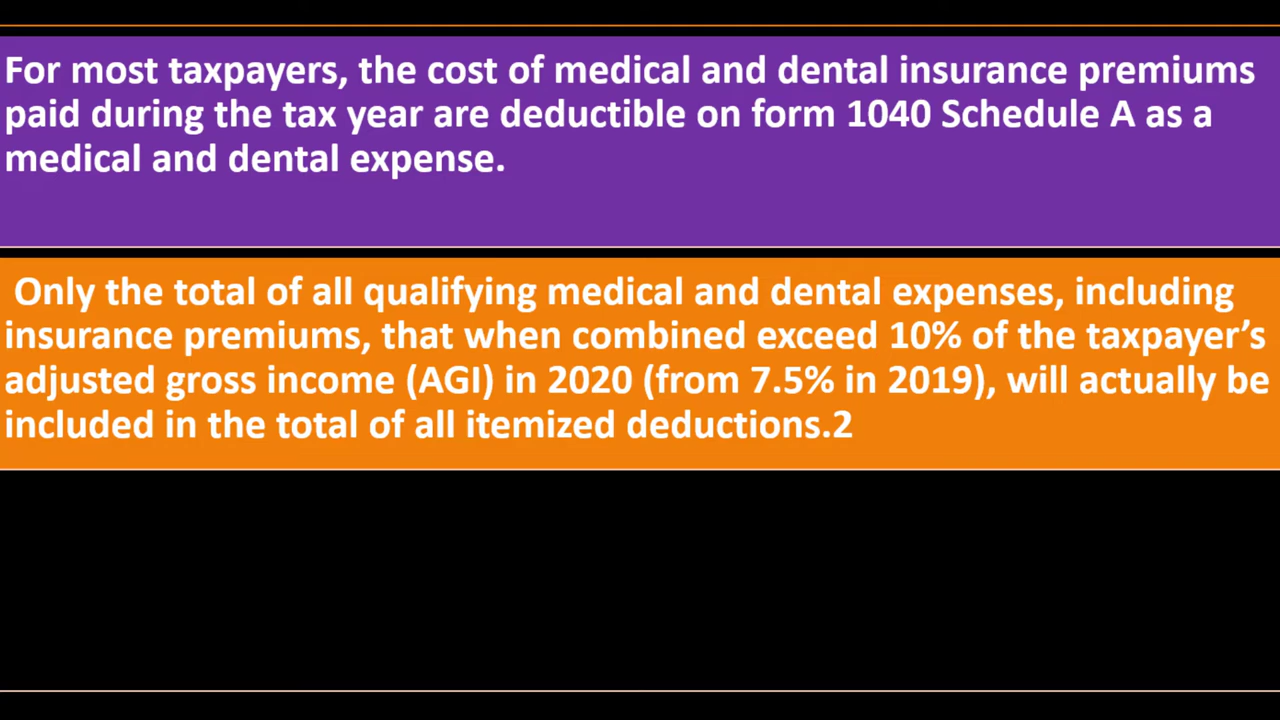 For most taxpayers, the cost of medical and dental insurance premiums
paid during the tax year are deductible on form 1040 Schedule A as a
medical and dental expense.
Only the total of all qualifying medical and dental expenses, including
insurance premiums, that when combined exceed 10% of the taxpayer’s
adjusted gross income (AGI) in 2020 (from 7.5% in 2019), will actually be
included in the total of all itemized deductions.2